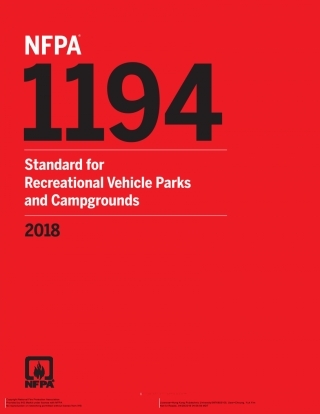 NFPA®
1194
Standard for
Recreational Vehicle Parks
and Campgrounds
2018
NFPA®